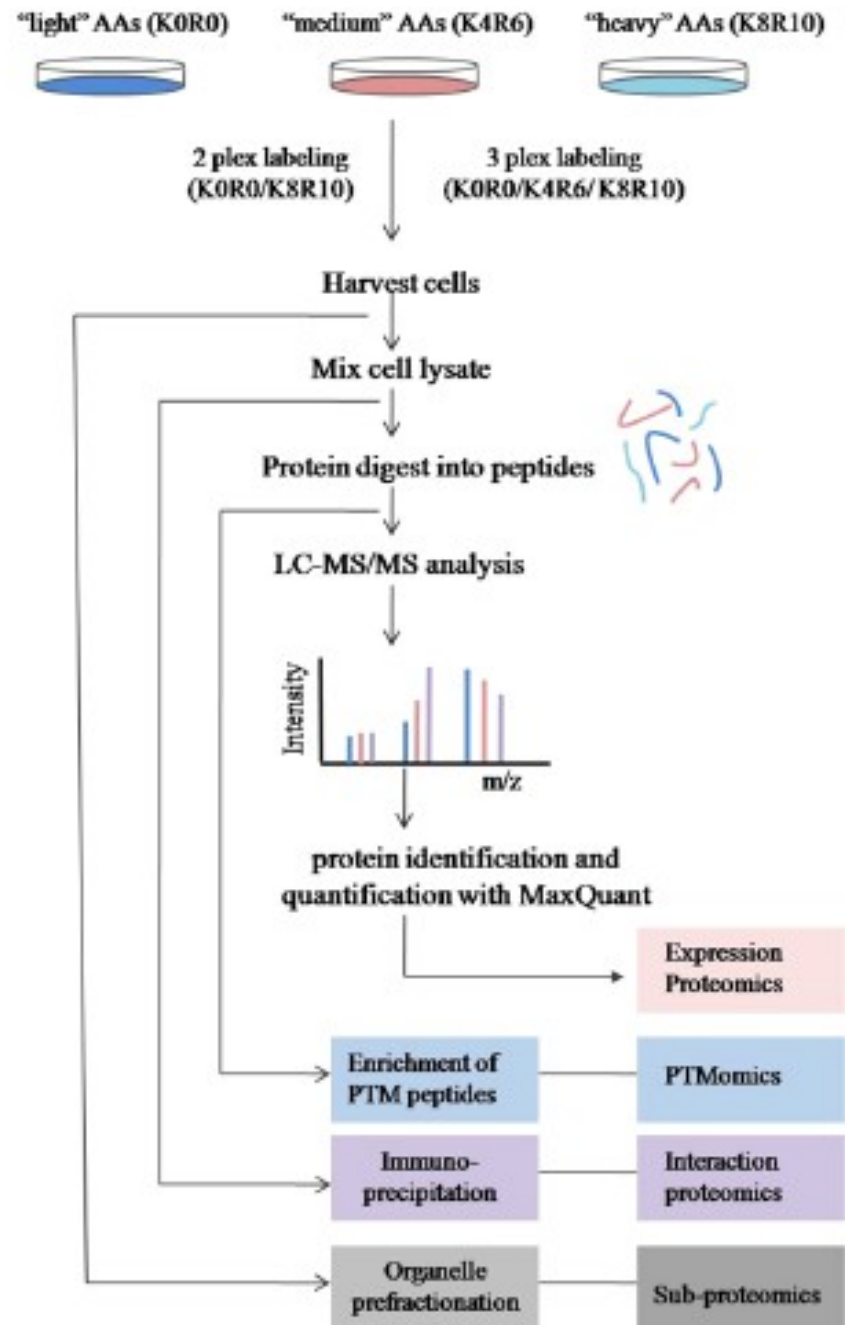 “light” AAs (K0R0)
“medium” AAs (K4R6)
“heavy” AAs (K8R10)
2 plex labeling
(K0R0/K8R10)
3 plex labeling
(K0R0/K4R6/ K8R10)
Harvest cells
Mix cell lysate
Protein digest into peptides
LC-MS/MS analysis
Intensity
m/z
protein identification and
quantification with MaxQuant
Expression
Proteomics
Enrichment of
PTM peptides
PTMomics
Immuno-
precipitation
Interaction
proteomics
Organelle
prefractionation
Sub-proteomics